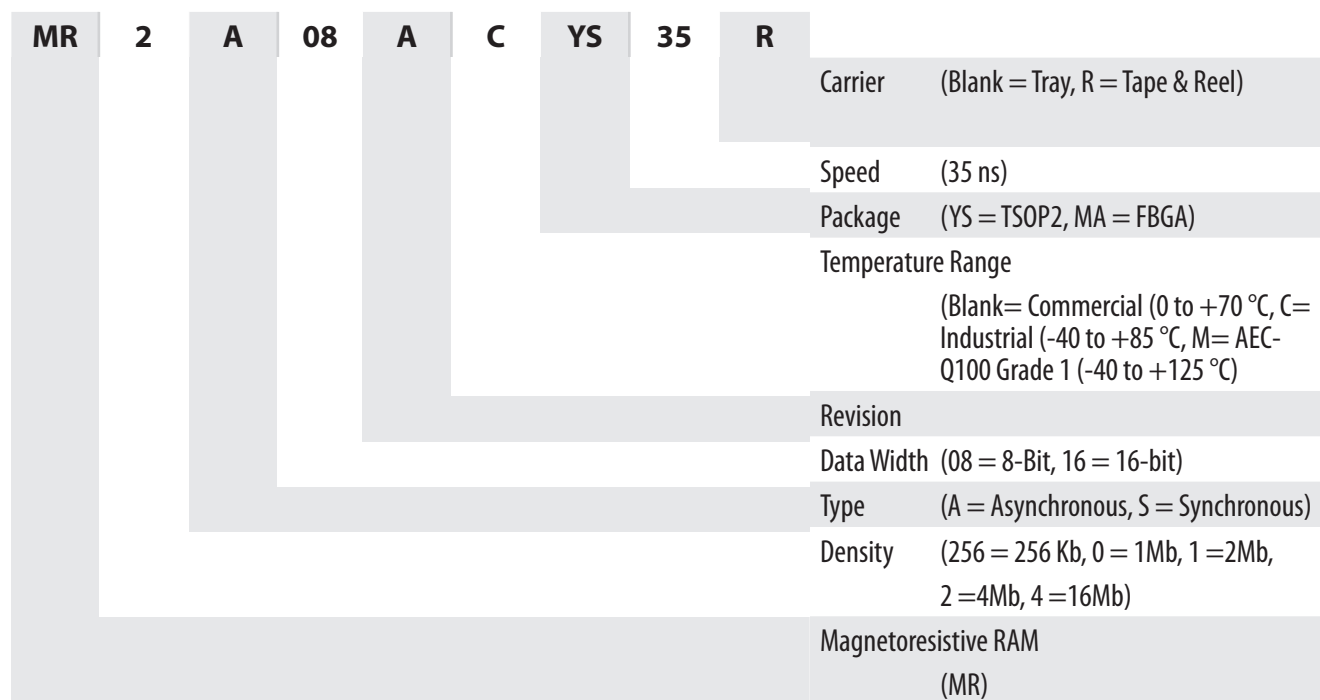 MR 2 A 08 A C YS 35 R
Carrier (Blank = Tray, R = Tape & Reel)
Speed (35 ns)
Package (YS = TSOP2, MA = FBGA)
Temperature Range
(Blank= Commercial (0 to +70 °C, C=
Industrial (-40 to +85 °C, M= AEC-
Q100 Grade 1 (-40 to +125 °C)
Revision
Data Width (08 = 8-Bit, 16 = 16-bit)
Type (A = Asynchronous, S = Synchronous)
Density (256 = 256 Kb, 0 = 1Mb, 1 =2Mb,
2 =4Mb, 4 =16Mb)
Magnetoresistive RAM
(MR)